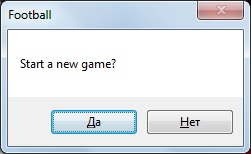 Football
Start a new game?
Да
Нет